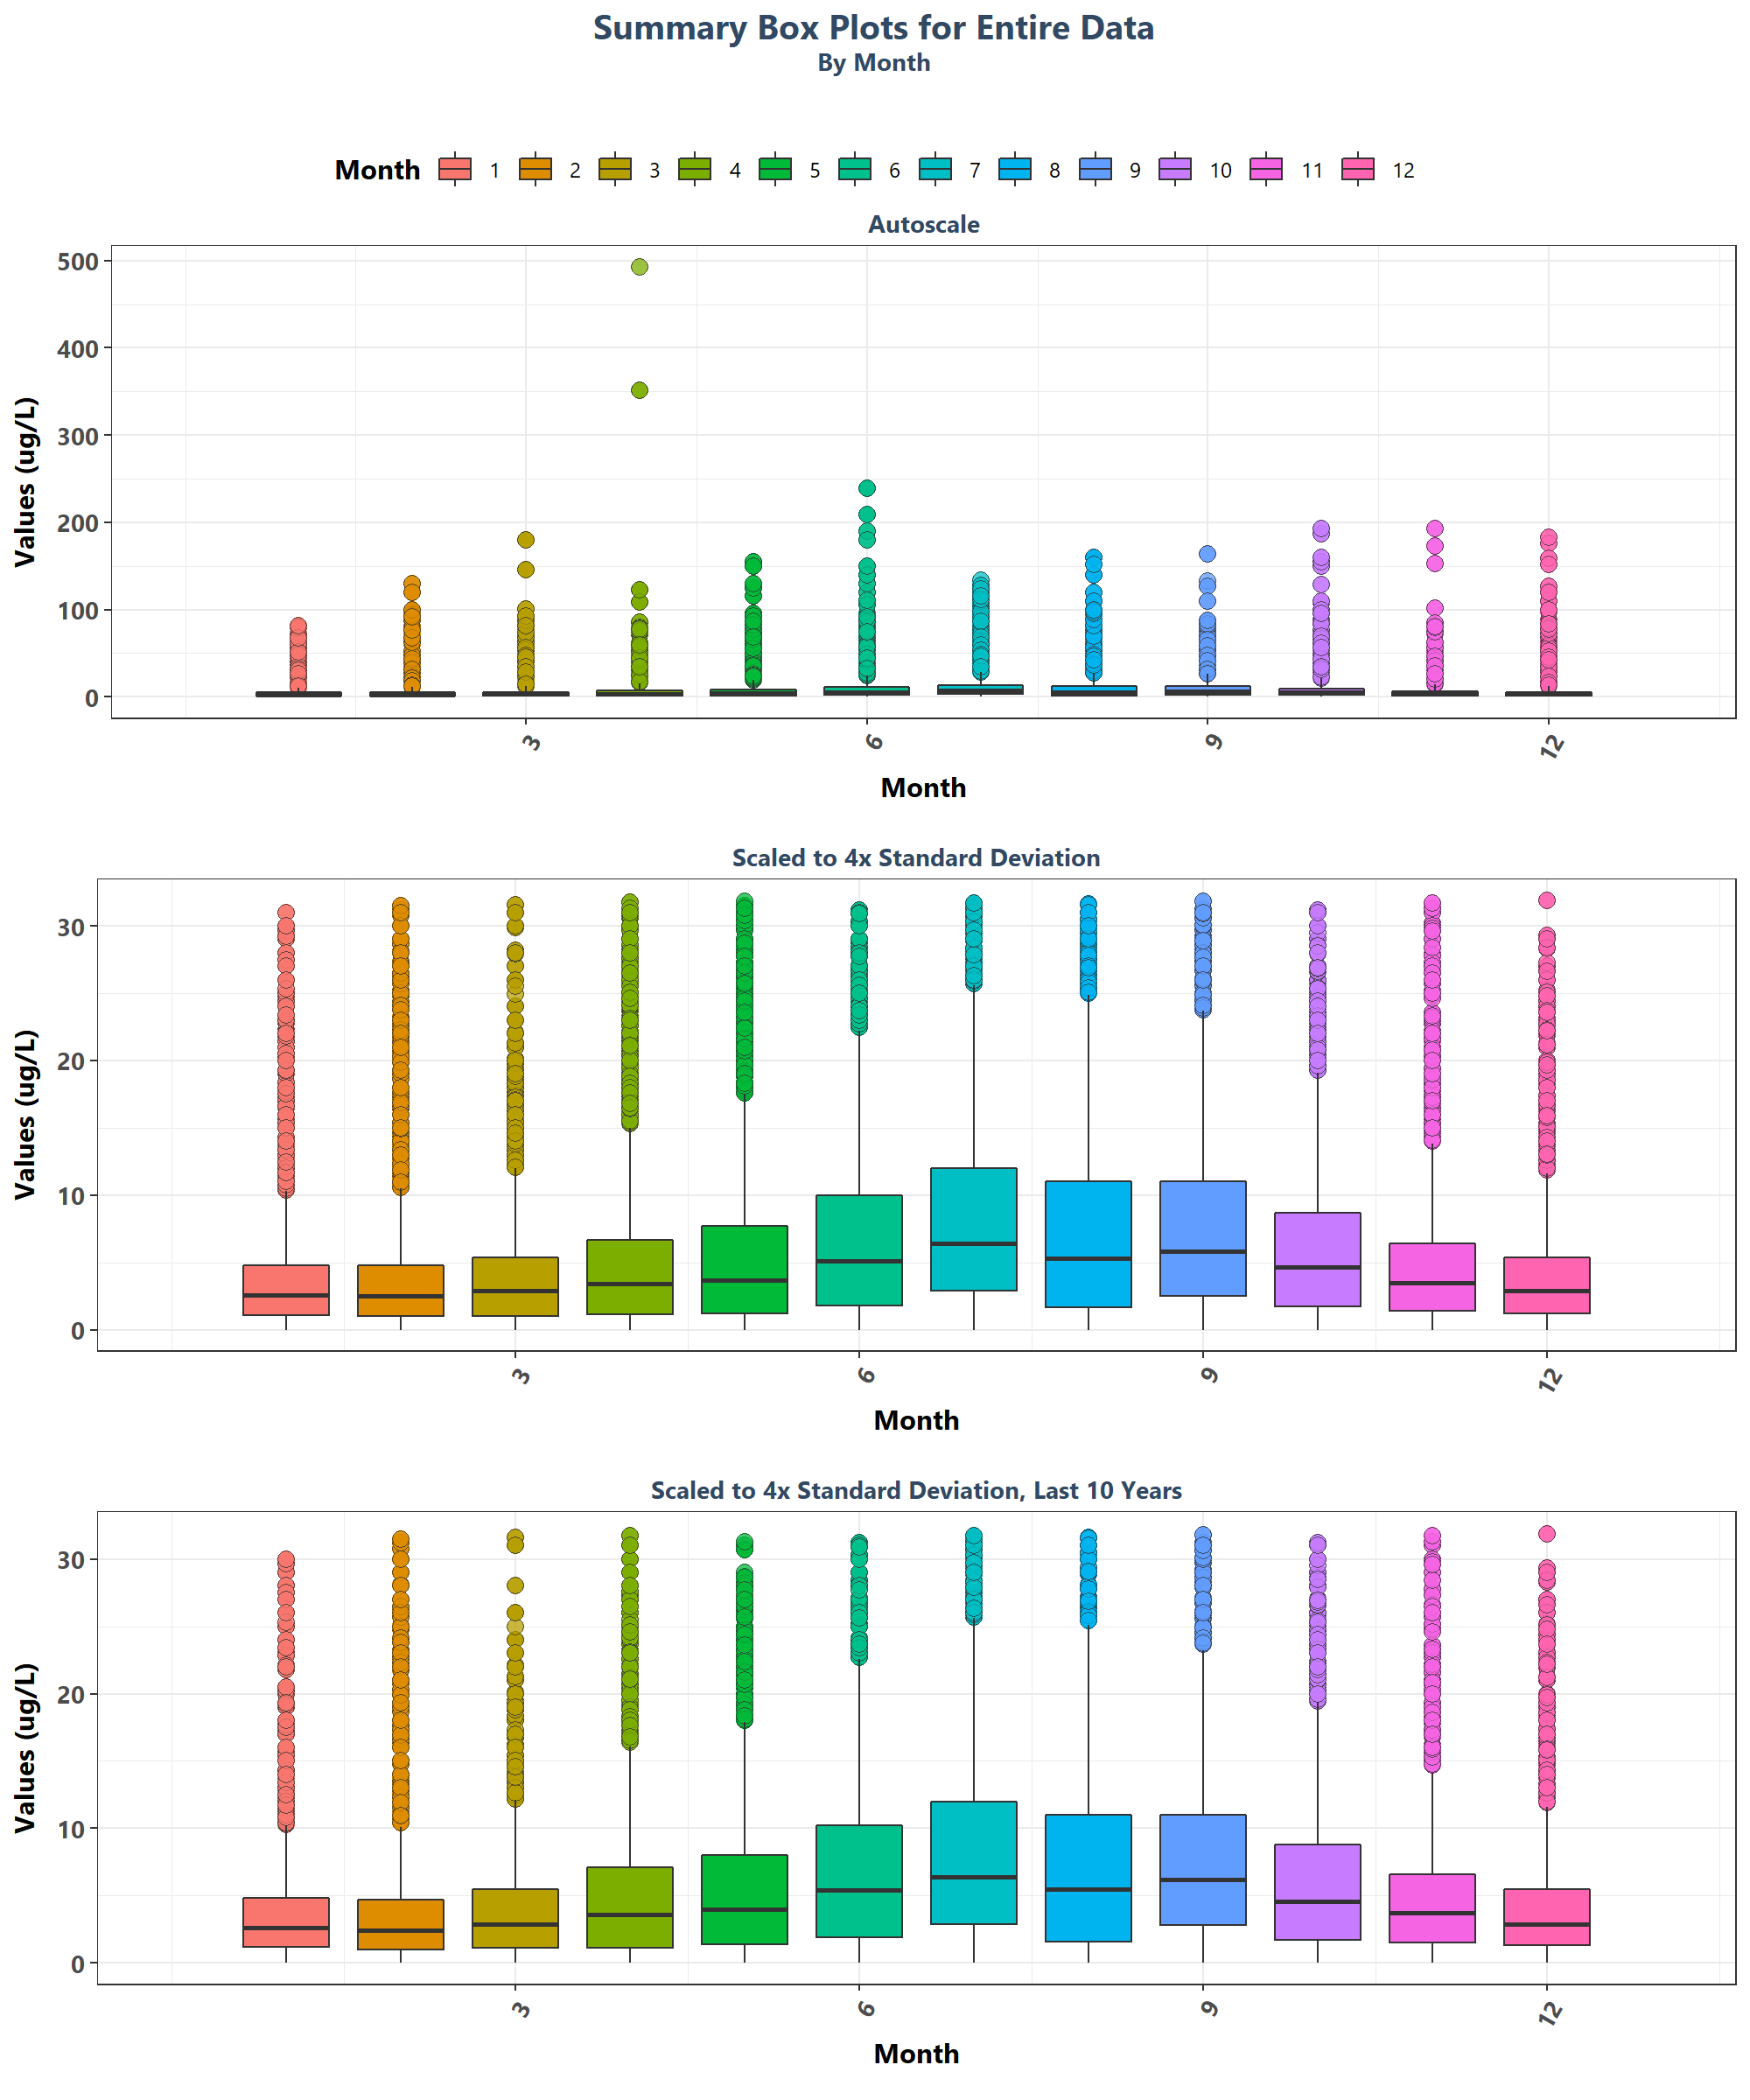 Summary Box Plots for Entire Data
By Month
Month 1 2 3 4 5 6 7 8 9 10 11 12
Autoscale
Values (ug/L)
500
400
300
200
100
0
3 6 9 12
Month
Scaled to 4x Standard Deviation
Values (ug/L)
30
20
10
0
3 6 9 12
Month
Scaled to 4x Standard Deviation, Last 10 Years
Values (ug/L)
30
20
10
0
3 6 9 12
Month